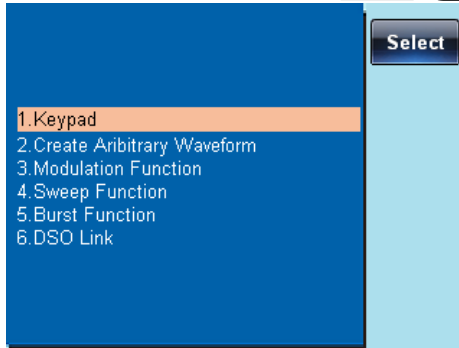 Select
1.Keypad
2.Create Aribitrary Waveform
3.Modulation Function
4.Sweep Function
5.Burst Function
6.DSO Link